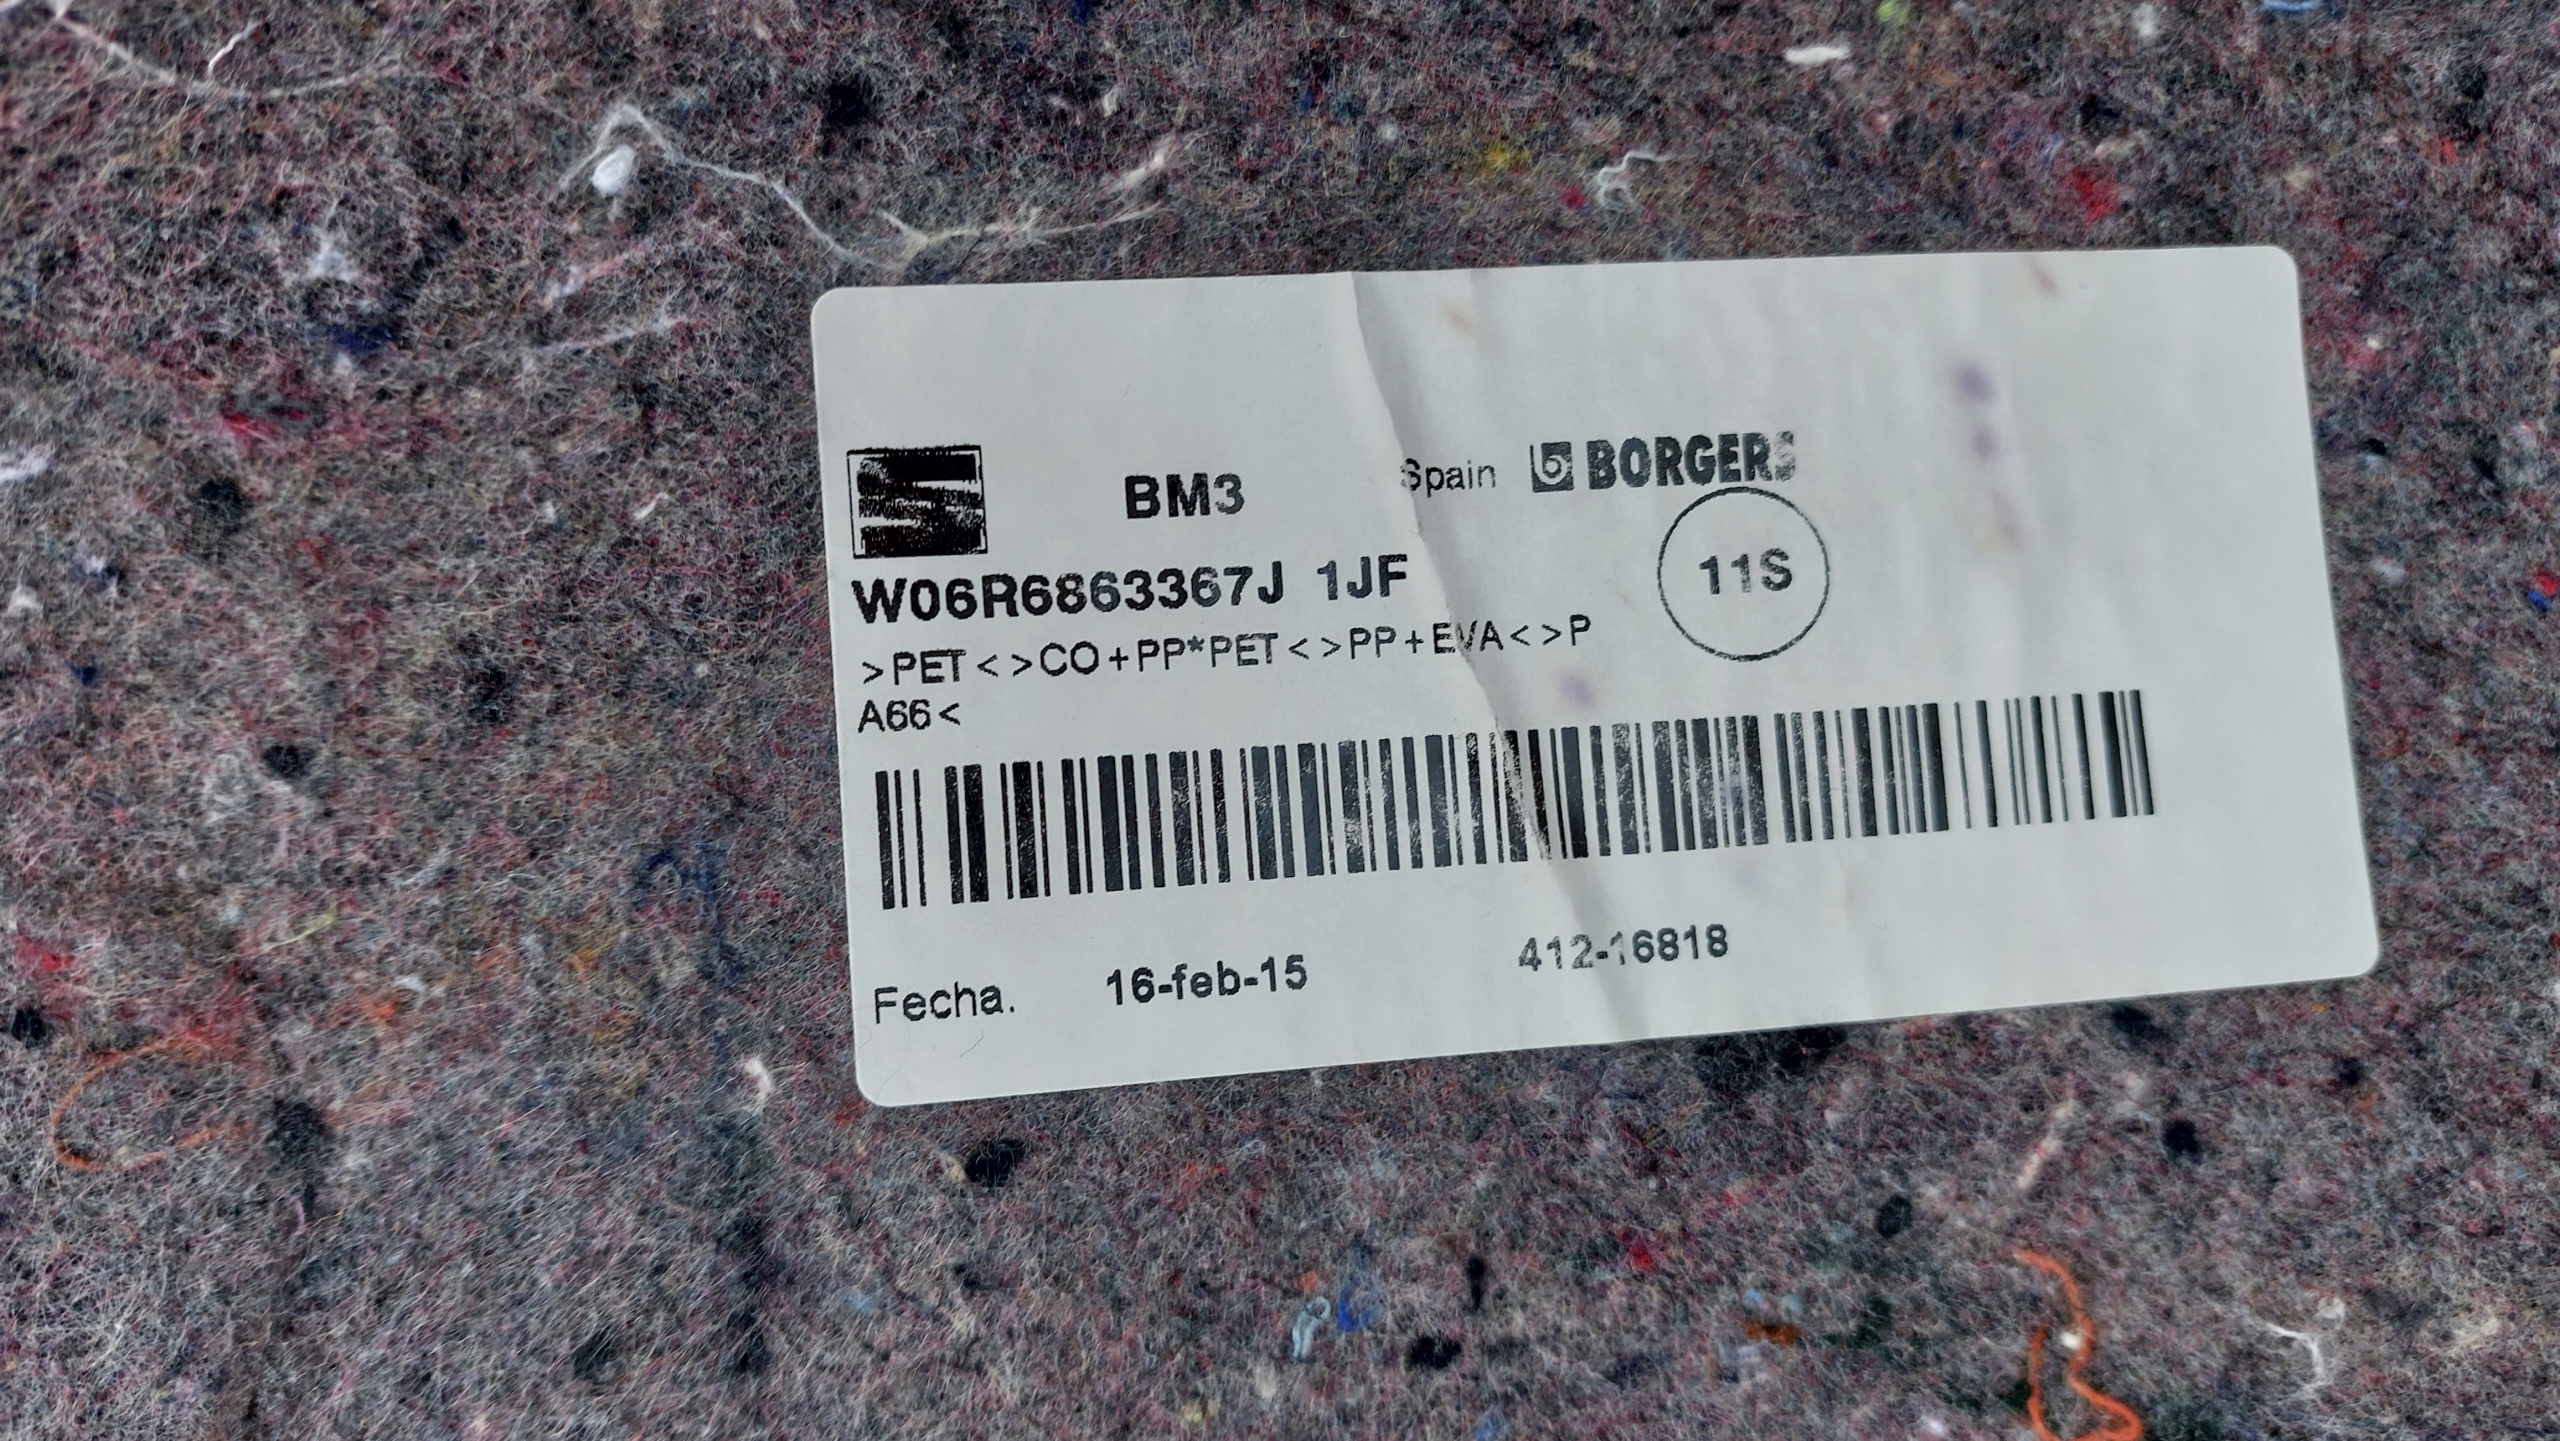 BM3 Spain BORGERS
W06R6863367J 1JF
11S
>PET<>CO+PP*PET<>PP+EVA<>P
A66<
Fecha. 16-feb-15 412-16818